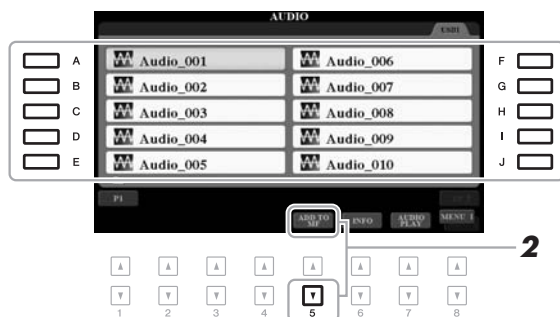 AUDIO
USB1
A Audio_001 Audio_006 F
B Audio_002 Audio_007 G
C Audio_003 Audio_008 H
D Audio_004 Audio_009 I
E Audio_005 Audio_010 J
P1
ADD TO MF INFO AUDIO PLAY MENU 1
2
1 2 3 4 5 6 7 8